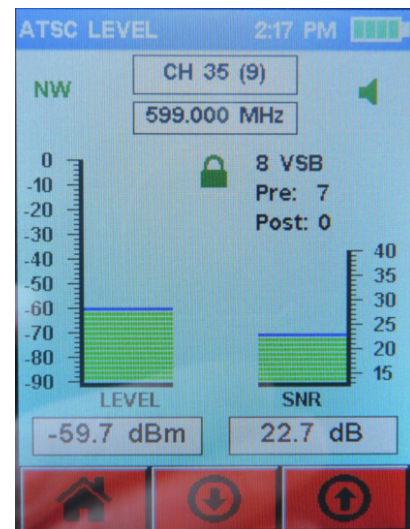 ATSC LEVEL 2:17 PM
CH 35 (9)
NW
599.000 MHz
8 VSB
Pre: 7
Post: 0
0
-10
-20
-30
-40
-50
-60
-70
-80
-90
40
35
30
25
20
15
LEVEL SNR
-59.7 dBm 22.7 dB